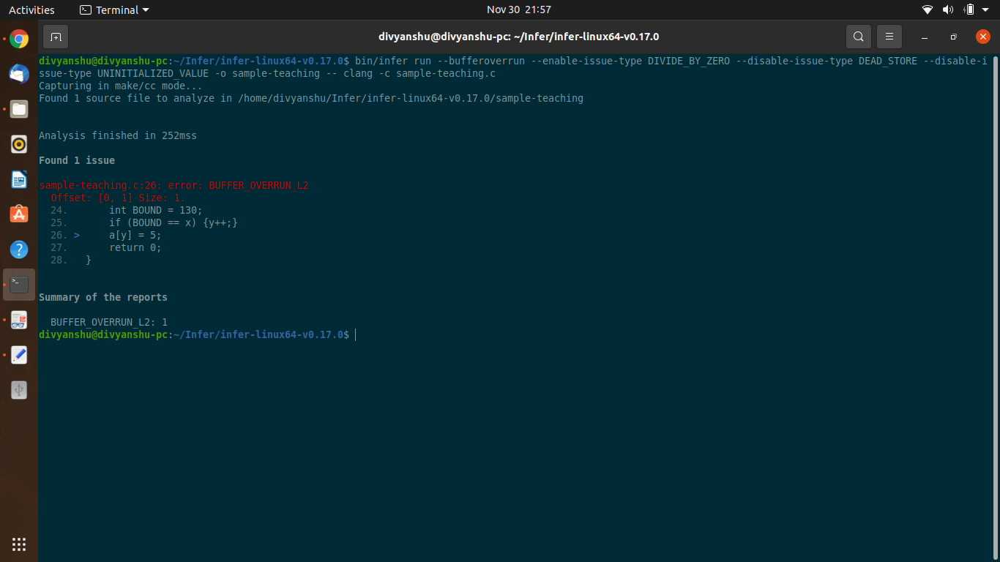 Activities Terminal Nov 30 21:57
divyanshu@divyanshu-pc: ~/Infer/infer-linux64-v0.17.0
divyanshu@divyanshu-pc:~/Infer/infer-linux64-v0.17.0$ bin/infer run --bufferoverrun --enable-issue-type DIVIDE_BY_ZERO --disable-issue-type DEAD_STORE --disable-i
ssue-type UNINITIALIZED_VALUE -o sample-teaching -- clang -c sample-teaching.c
Capturing in make/cc mode...
Found 1 source file to analyze in /home/divyanshu/Infer/infer-linux64-v0.17.0/sample-teaching
Analysis finished in 252mss
Found 1 issue
sample-teaching.c:26: error: BUFFER_OVERRUN_L2
  Offset: [0, 1] Size: 1.
  24.       int BOUND = 130;
  25.       if (BOUND == x) {y++;}
  26. >     a[y] = 5;
  27.       return 0;
  28.   }
Summary of the reports
  BUFFER_OVERRUN_L2: 1
divyanshu@divyanshu-pc:~/Infer/infer-linux64-v0.17.0$